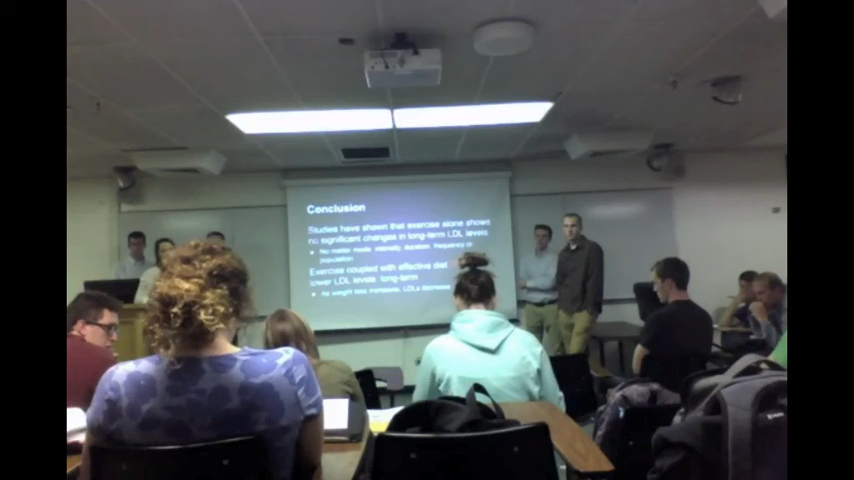 Conclusion
Studies have shown that exercise alone shows
no significant changes in long-term LDL levels
No matter mode, intensity, duration, frequency or
population
Exercise coupled with effective diet
lower LDL levels long-term
As weight loss increases, LDLs decrease